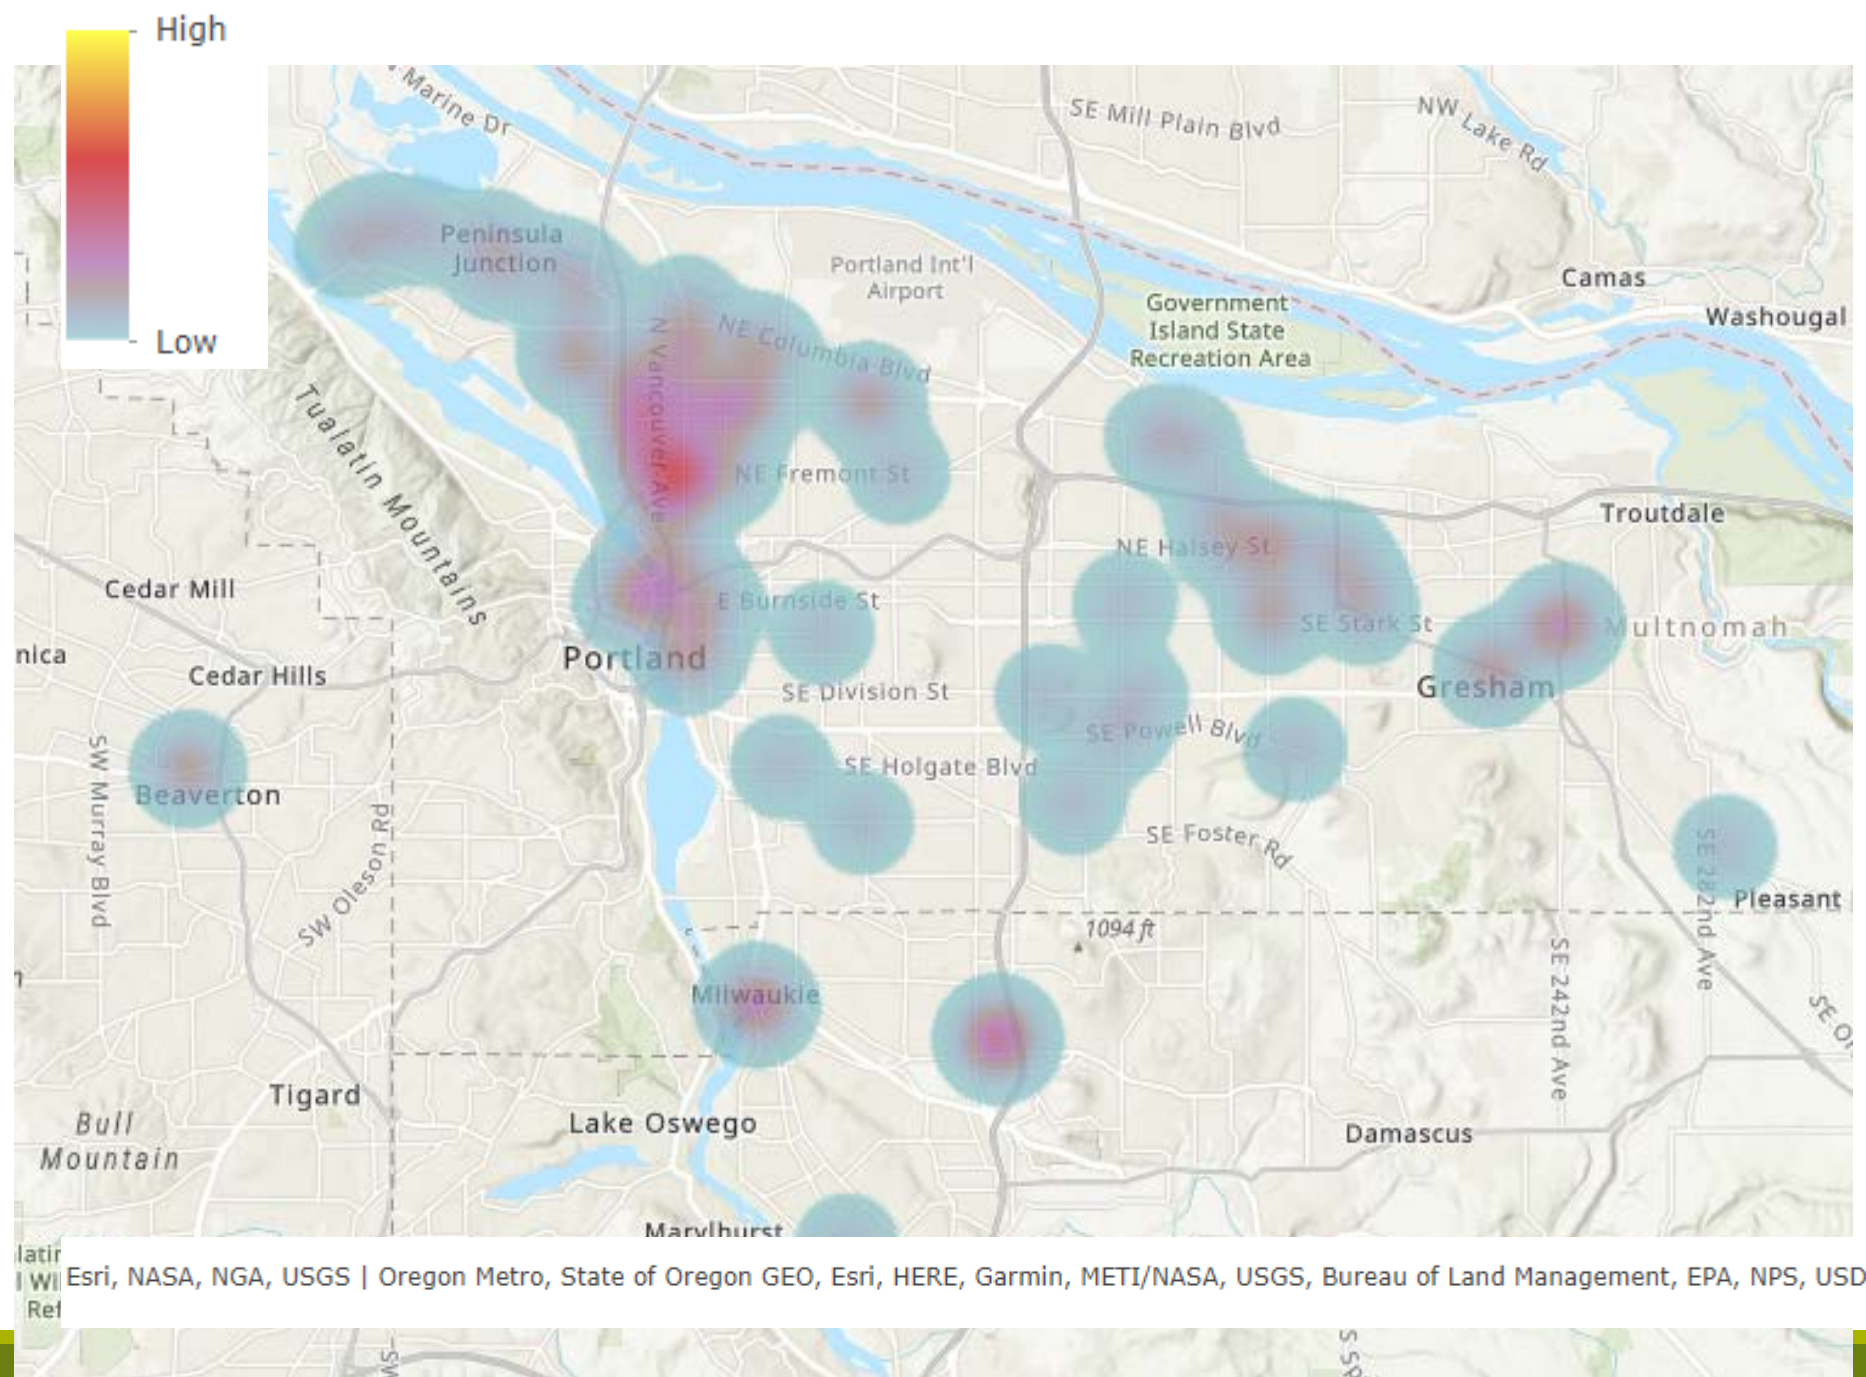 High
Low
Marine Dr
SE Mill Plain Blvd
NW Lake Rd
Peninsula
Junction
Portland Int'l
Airport
Government
Island State
Recreation Area
Camas
Washougal
N Vancouver Ave
NE Columbia Blvd
Tualatin Mountains
NE Fremont St
Troutdale
NE Halsey St
Cedar Mill
E Burnside St
SE Stark St
Multnomah
nica
Portland
Cedar Hills
SE Division St
Gresham
SE Powell Blvd
SE Holgate Blvd
Beaverton
SW Murray Blvd
SW Oleson Rd
SE Foster Rd
SE 282nd Ave
Pleasant
1094 ft
SE 242nd Ave
Milwaukie
Tigard
Lake Oswego
Bull
Mountain
Damascus
Marylhurst
latin
l Wi
Ref
Esri, NASA, NGA, USGS | Oregon Metro, State of Oregon GEO, Esri, HERE, Garmin, METI/NASA, USGS, Bureau of Land Management, EPA, NPS, USD